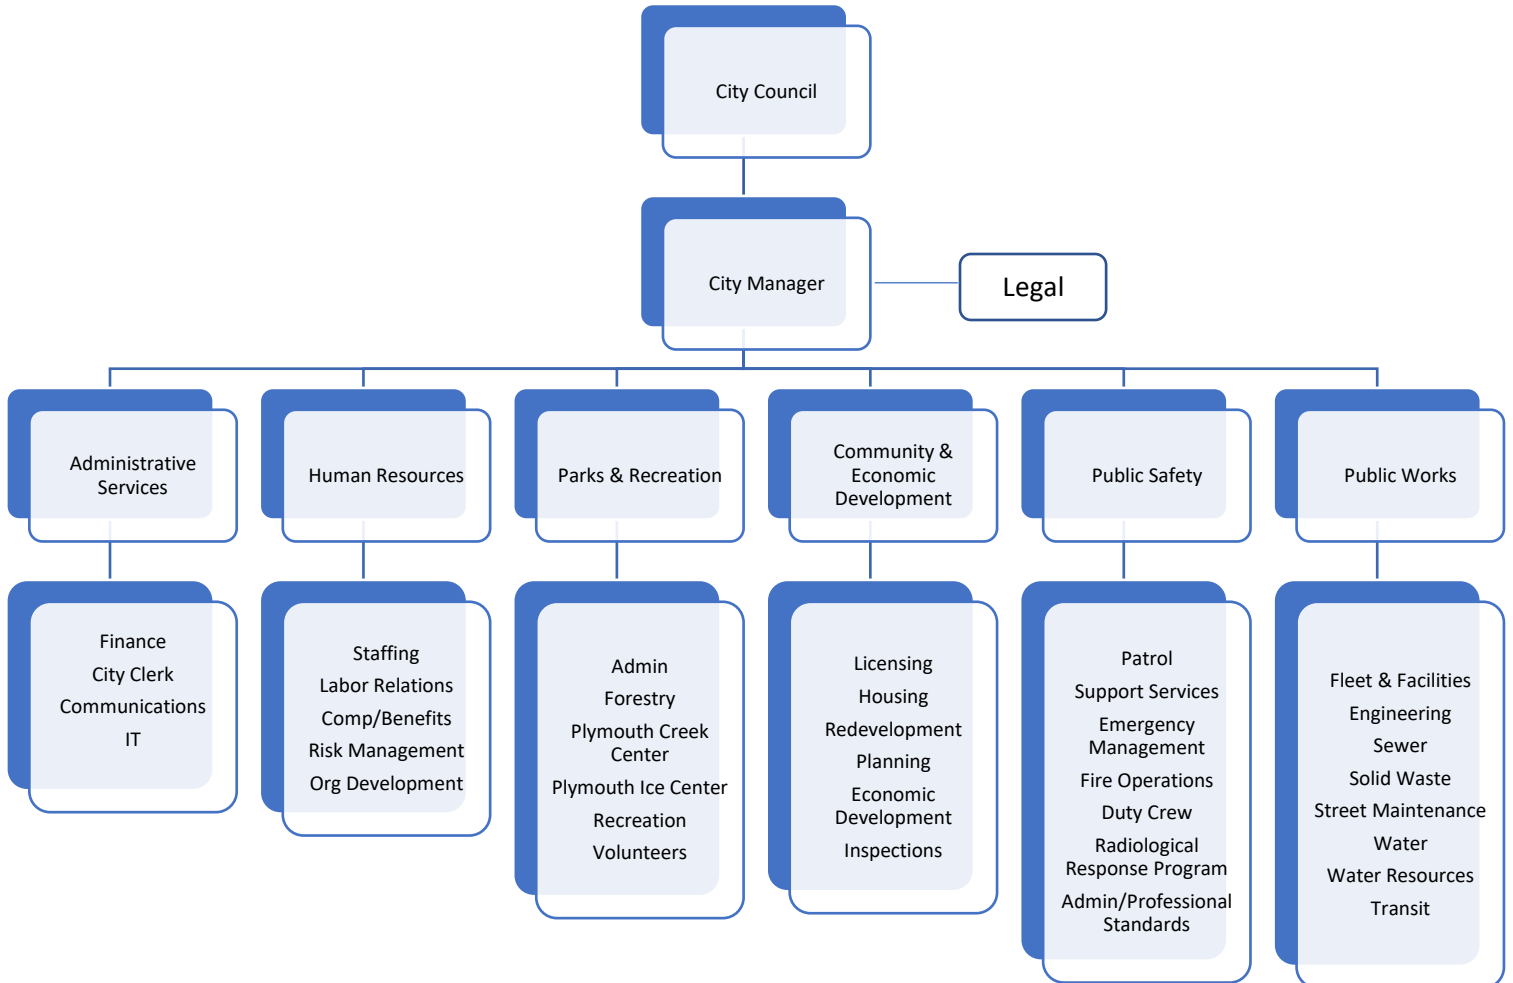 City Council
City Manager
Legal
Administrative
Services
Human Resources
Parks & Recreation
Community &
Economic
Development
Public Safety
Public Works
Finance
City Clerk
Communications
IT
Staffing
Labor Relations
Comp/Benefits
Risk Management
Org Development
Admin
Forestry
Plymouth Creek
Center
Plymouth Ice Center
Recreation
Volunteers
Licensing
Housing
Redevelopment
Planning
Economic
Development
Inspections
Patrol
Support Services
Emergency
Management
Fire Operations
Duty Crew
Radiological
Response Program
Admin/Professional
Standards
Fleet & Facilities
Engineering
Sewer
Solid Waste
Street Maintenance
Water
Water Resources
Transit